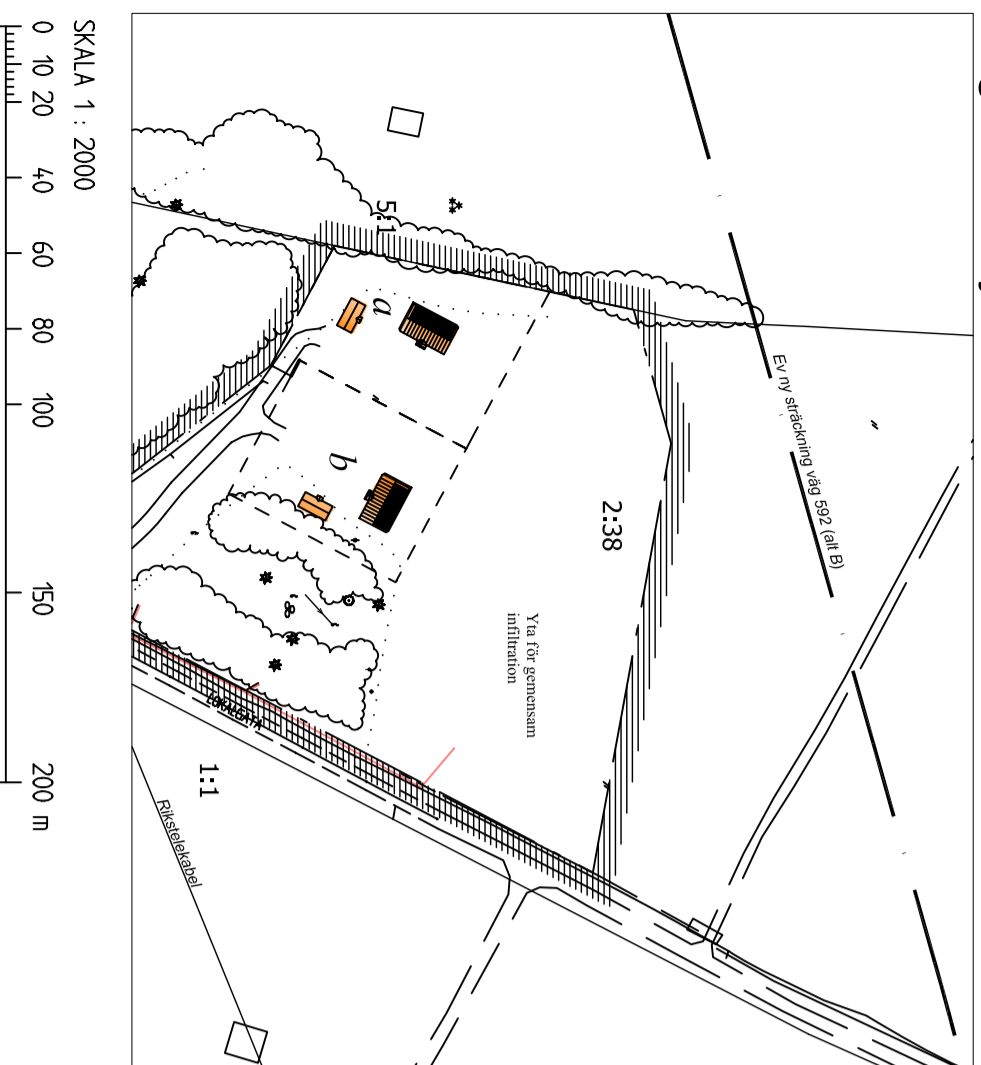 SKALA 1 : 2000
0 10 20 40 60 80 100 150 200 m
5:1
a
b
2:38
Ev ny sträckning väg 592 (alt B)
Yta för gemensam
infiltration
LOKALGATA
1:1
Rikstelekabel